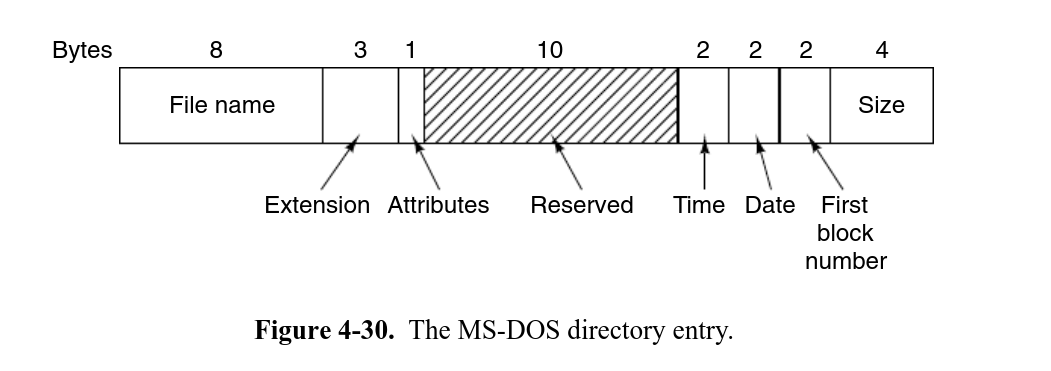 Bytes 8 3 1 10 2 2 2 4
File name Size
Extension Attributes Reserved Time Date First
block
number
Figure 4-30. The MS-DOS directory entry.